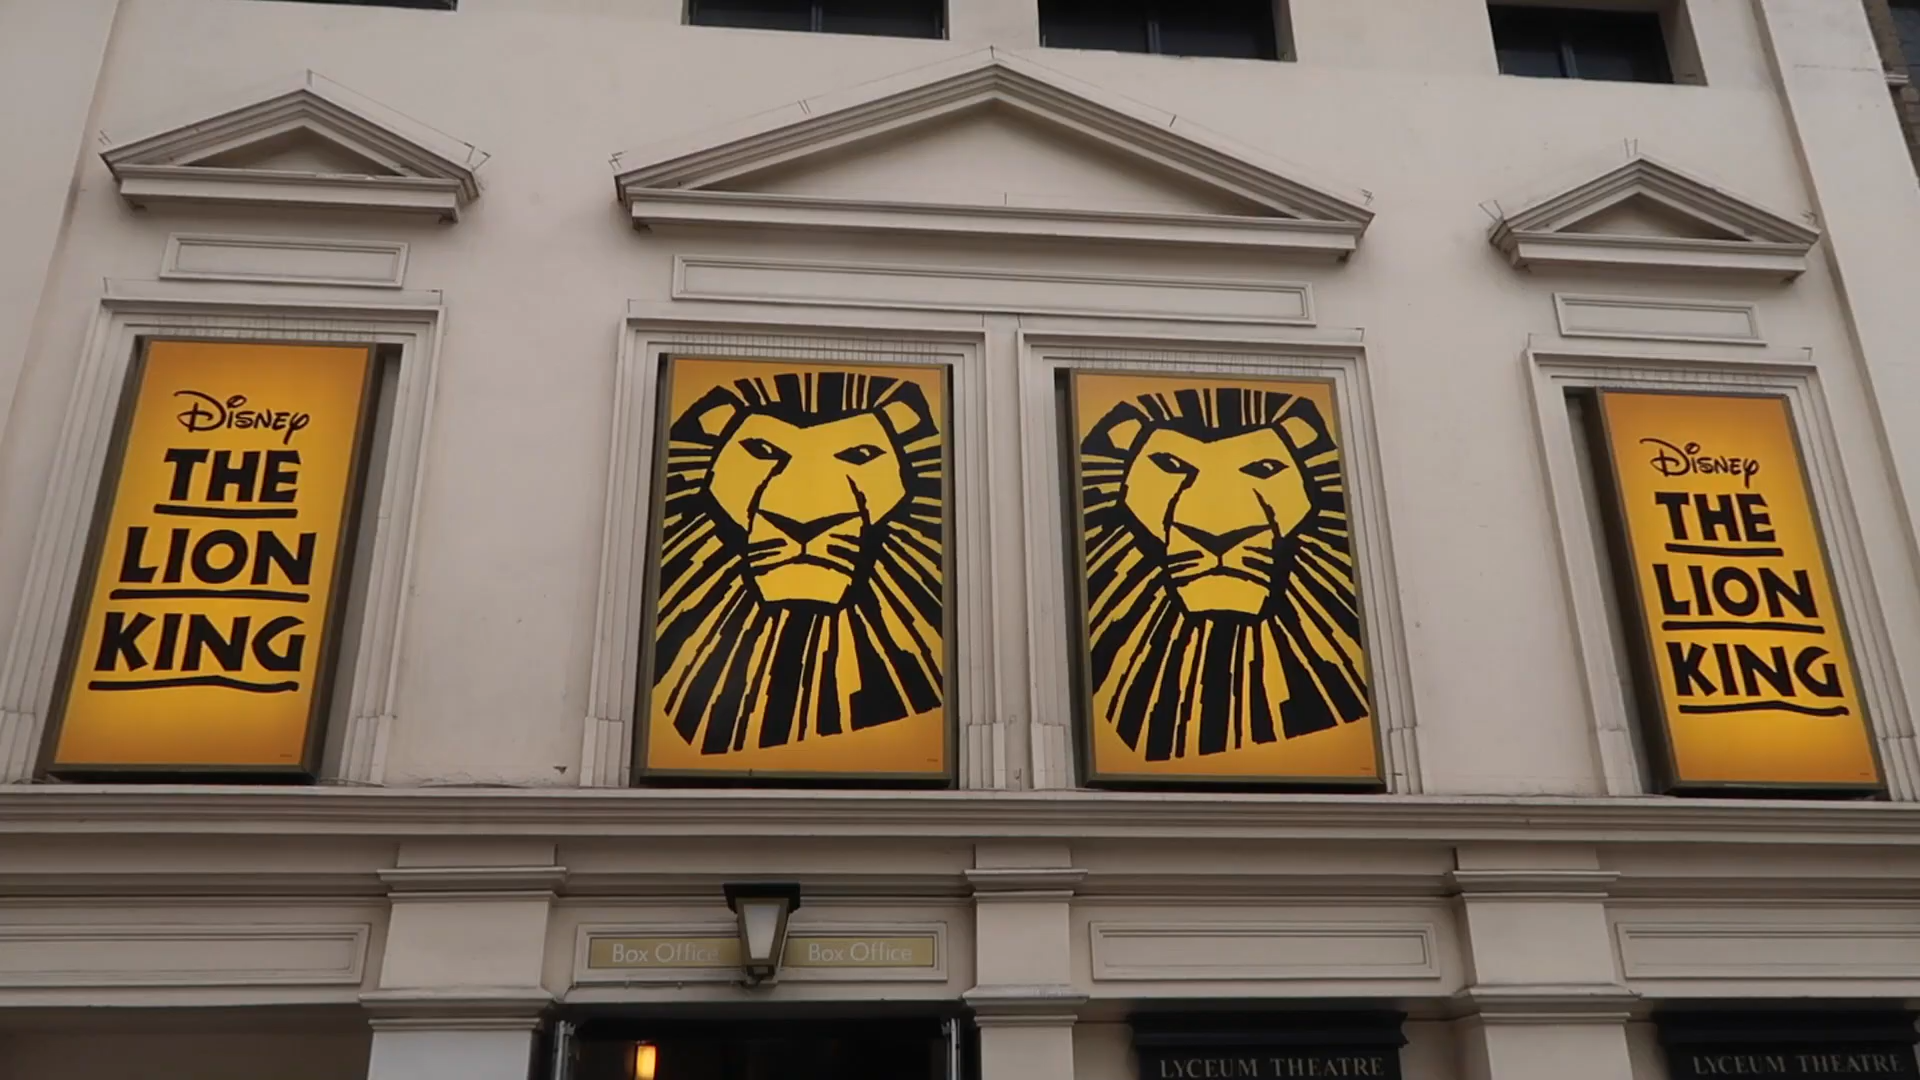 Disney
THE
LION
KING
Disney
THE
LION
KING
Box Office
Box Office
LYCEUM THEATRE
LYCEUM THEATRE